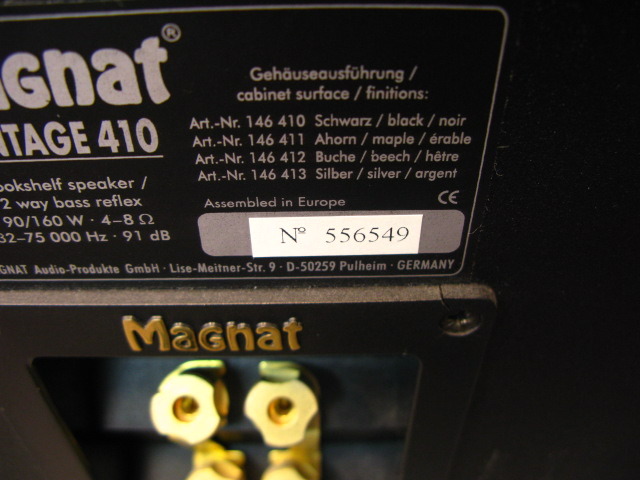 agnat®
NTAGE 410
ookshelf speaker /
2 way bass reflex
90/160 W · 4–8 Ω
32–75 000 Hz · 91 dB
Gehäuseausführung /
cabinet surface / finitions:
Art.-Nr. 146 410 Schwarz / black / noir
Art.-Nr. 146 411 Ahorn / maple / érable
Art.-Nr. 146 412 Buche / beech / hêtre
Art.-Nr. 146 413 Silber / silver / argent
Assembled in Europe CE
Nº 556549
GNAT Audio-Produkte GmbH · Lise-Meitner-Str. 9 · D-50259 Pulheim · GERMANY
Magnat